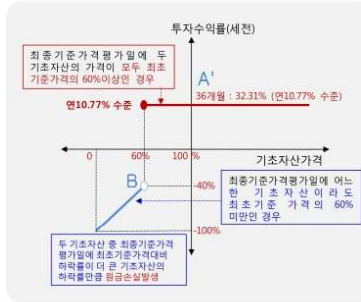 투자수익률(세전)
최종기준가격평가일에 두
기초자산의 가격이 모두 최초
기준가격의 60%이상인 경우
A'
36개월 : 32.31% (연10.77% 수준)
연10.77% 수준
0
60%
100 %
기초자산가격
B
-40%
최종기준가격평가일에 어느
한 기초자산이라도
최초기준 가격의 60%
미만인 경우
-100%
두 기초자산 중 최종기준가격
평가일에 최초기준가격대비
하락률이 더 큰 기초자산의
하락률만큼 원금손실발생